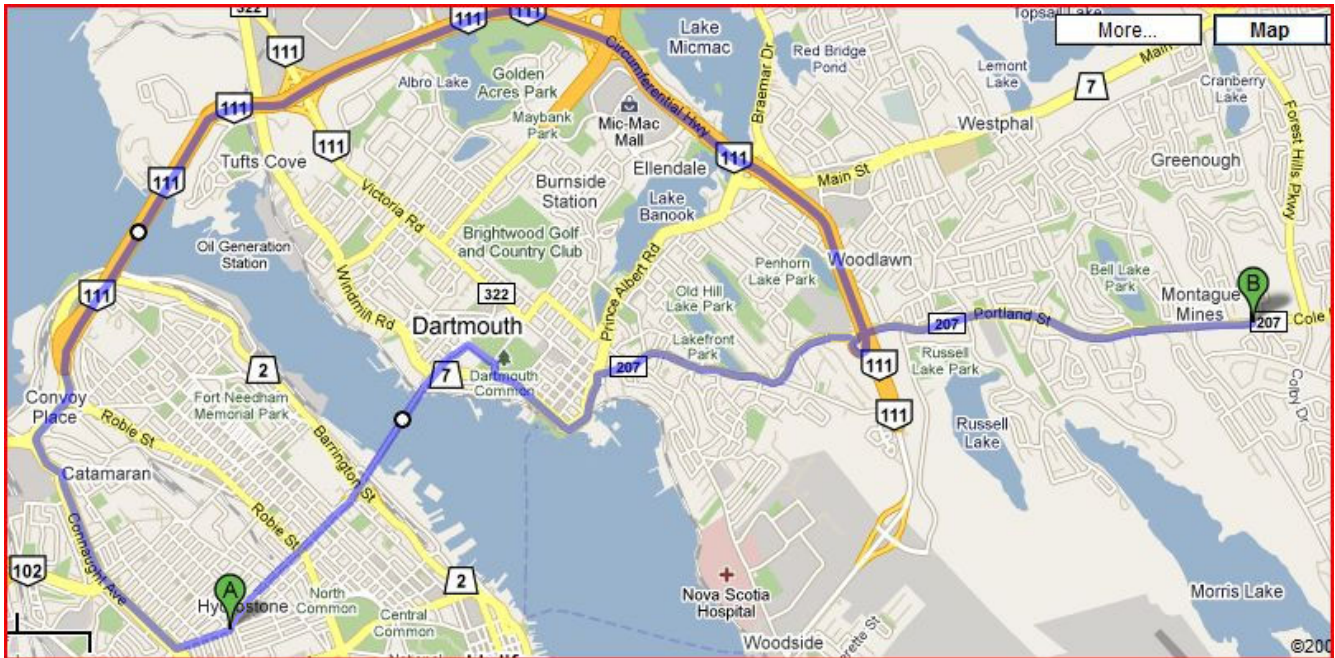 322
111
111
Lake
Micmac
Topsail Lake
More...
Map
Main
Albro Lake
Golden
Acres Park
Circumferential Hwy
Braemar Dr
Red Bridge
Pond
Lemont
Lake
7
Cranberry
Lake
111
111
Maybank
Park
Mic-Mac
Mall
Westphal
Forest Hills Pkwy
Tufts Cove
111
Victoria Rd
Ellendale
111
Main St
Greenough
111
Burnside
Station
Lake
Banook
Oil Generation
Station
Brightwood Golf
and Country Club
Prince Albert Rd
Penhorn
Lake Park
Woodlawn
Bell Lake
Park
Montague
Mines
B
111
Windmill Rd
322
Old Hill
Lake Park
Dartmouth
207
Portland St
207
Cole
Lakefront
Park
2
7
Dartmouth
Common
207
111
Russell
Lake Park
Convoy
Place
Fort Needham
Memorial Park
Robie St
Barrington St
111
Russell
Lake
Colby Dr
Catamaran
Connaught Ave
Robie St
102
A
Hydrostone
North
Common
2
Central
Common
Nova Scotia
Hospital
Morris Lake
Woodside
©200